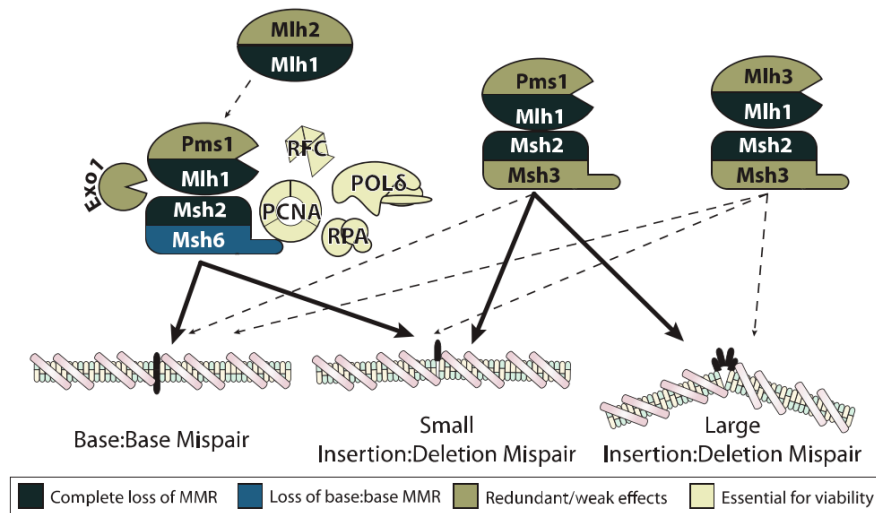 Mlh2
Mlh1
Pms1
Mlh1
Msh2
Msh6
Exo1
RFC
PCNA
POLδ
RPA
Pms1
Mlh1
Msh2
Msh3
Mlh3
Mlh1
Msh2
Msh3
Base:Base Mispair
Small
Insertion:Deletion Mispair
Large
Insertion:Deletion Mispair
Complete loss of MMR
Loss of base:base MMR
Redundant/weak effects
Essential for viability